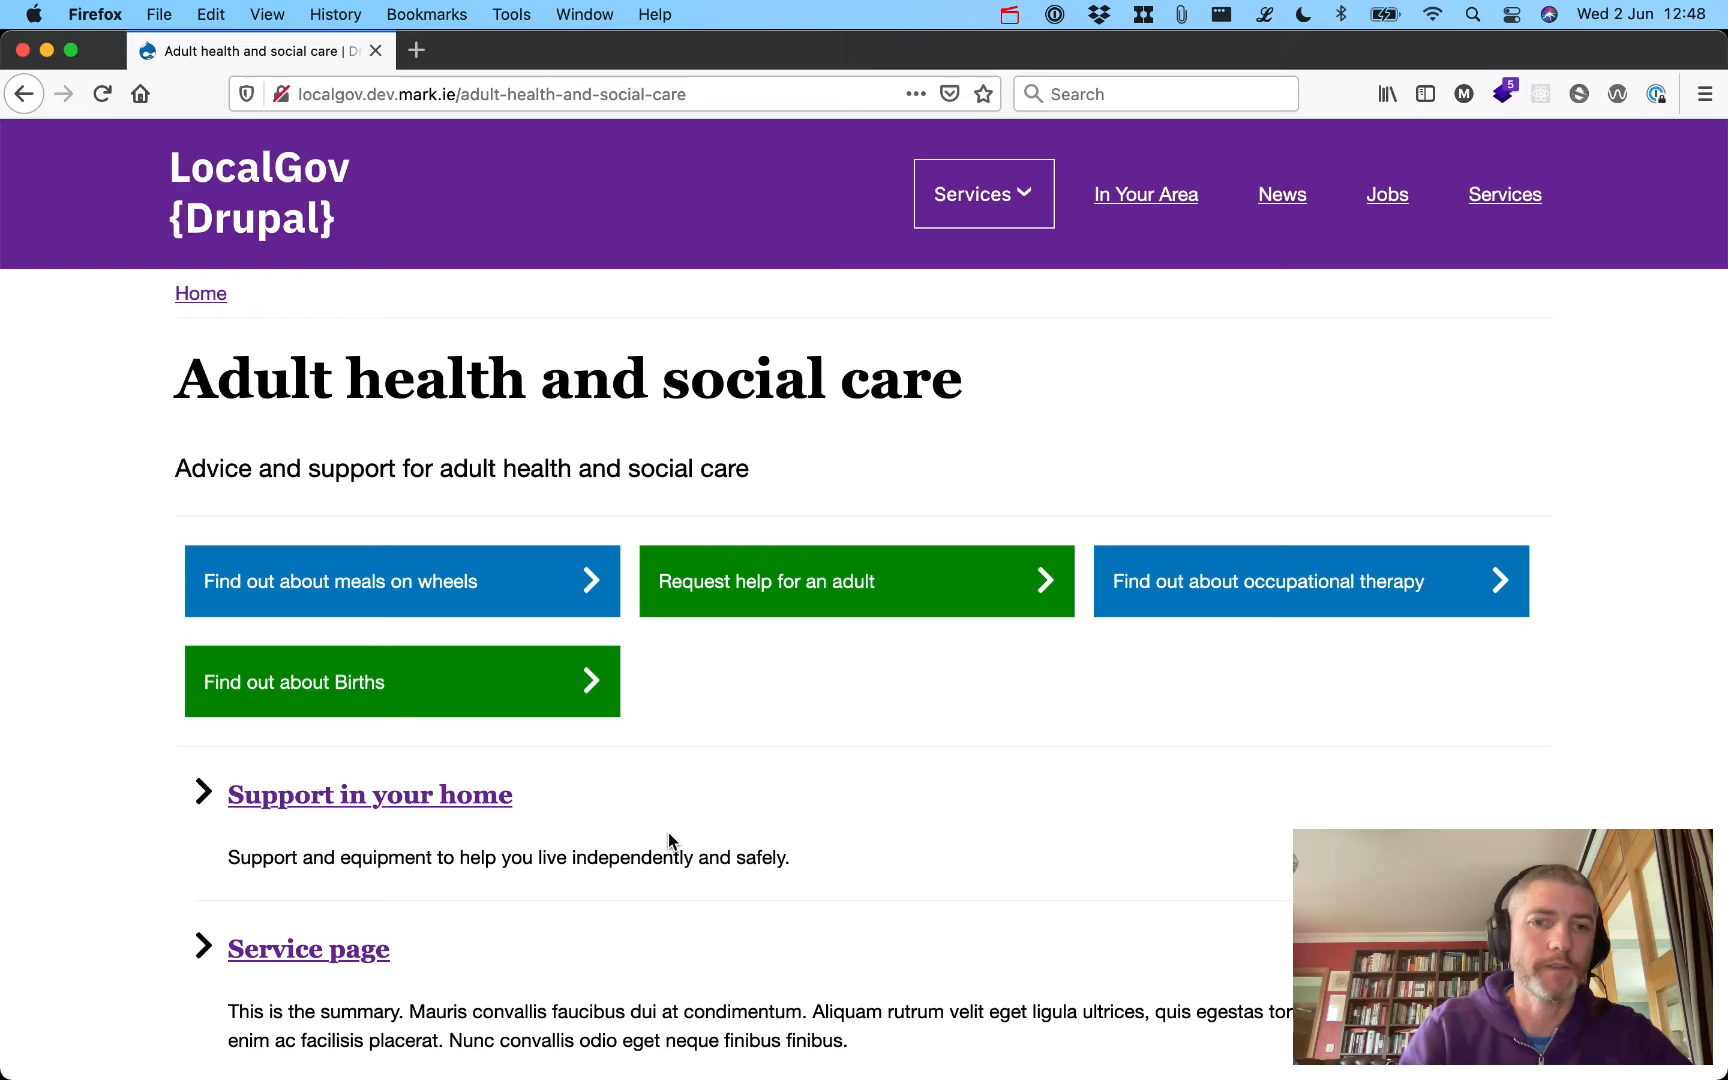 Firefox File Edit View History Bookmarks Tools Window Help Wed 2 Jun 12:48
Adult health and social care | Dr
localgov.dev.mark.ie/adult-health-and-social-care
Search
5
LocalGov
{Drupal}
Services
In Your Area
News
Jobs
Services
Home
Adult health and social care
Advice and support for adult health and social care
Find out about meals on wheels
Request help for an adult
Find out about occupational therapy
Find out about Births
Support in your home
Support and equipment to help you live independently and safely.
Service page
This is the summary. Mauris convallis faucibus dui at condimentum. Aliquam rutrum velit eget ligula ultrices, quis egestas tor
enim ac facilisis placerat. Nunc convallis odio eget neque finibus finibus.